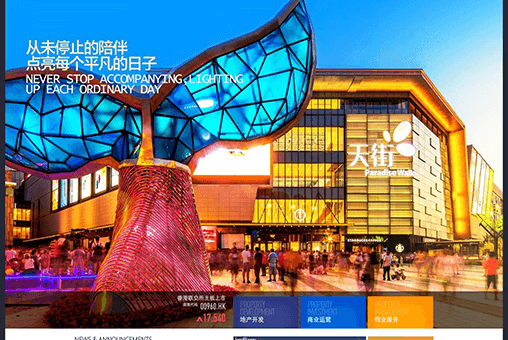 从未停止的陪伴
点亮每个平凡的日子
NEVER STOP ACCOMPANYING,LIGHTING
UP EACH ORDINARY DAY
天街
Paradise Walk
香港联交所主板上市
00960.HK
17.540
PROPERTY
DEVELOPMENT
地产开发
PROPERTY
INVESTMENT
商业运营
PROPERTY
物业服务
NEWS & ANNOUNCEMENTS